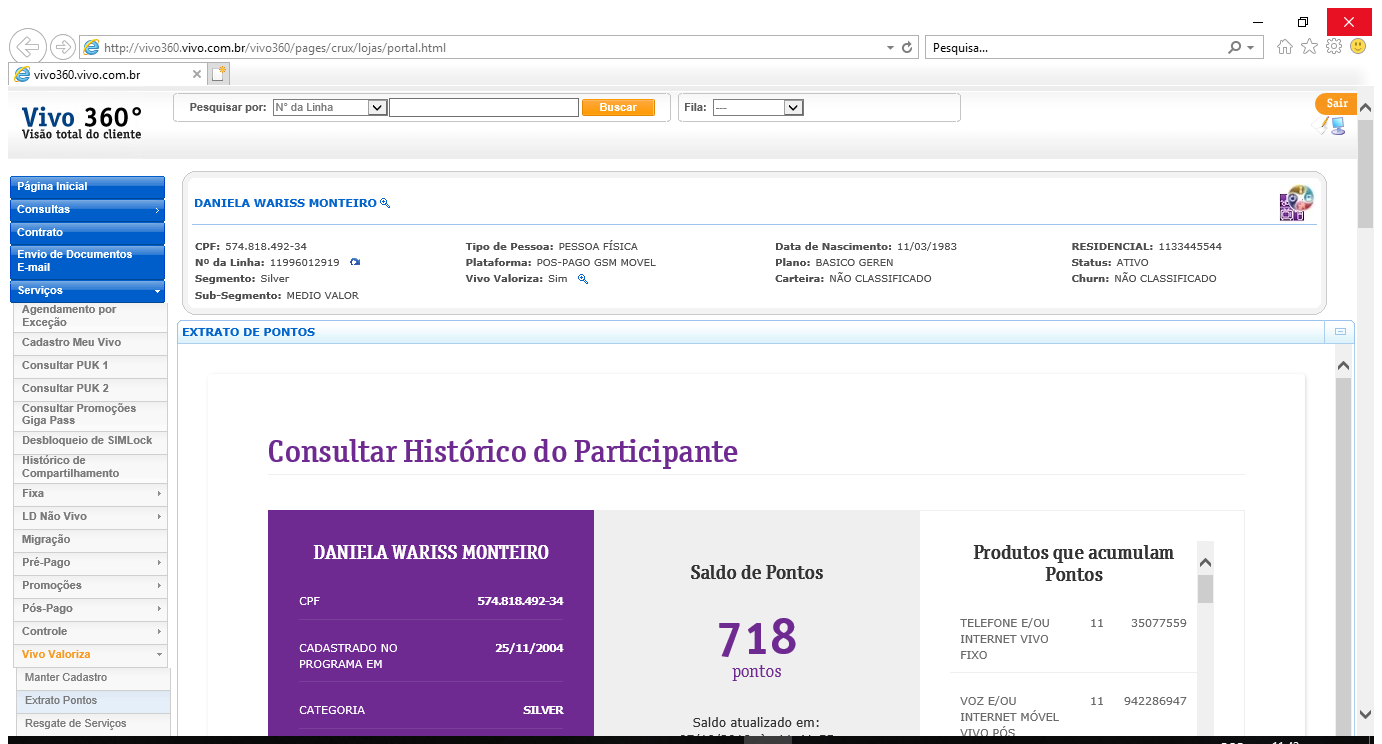 http://vivo360.vivo.com.br/vivo360/pages/crux/lojas/portal.html
Pesquisa...
vivo360.vivo.com.br
Vivo 360°
Visão total do cliente
Pesquisar por: N° da Linha Buscar
Fila: ---
Sair
Página Inicial
Consultas
Contrato
Envio de Documentos
E-mail
Serviços
Agendamento por
Exceção
Cadastro Meu Vivo
Consultar PUK 1
Consultar PUK 2
Consultar Promoções
Giga Pass
Desbloqueio de SIMLock
Histórico de
Compartilhamento
Fixa
LD Não Vivo
Migração
Pré-Pago
Promoções
Pós-Pago
Controle
Vivo Valoriza
Manter Cadastro
Extrato Pontos
Resgate de Serviços
DANIELA WARISS MONTEIRO
CPF: 574.818.492-34
Nº da Linha: 11996012919
Segmento: Silver
Sub-Segmento: MEDIO VALOR
Tipo de Pessoa: PESSOA FÍSICA
Plataforma: POS-PAGO GSM MOVEL
Vivo Valoriza: Sim
Data de Nascimento: 11/03/1983
Plano: BASICO GEREN
Carteira: NÃO CLASSIFICADO
RESIDENCIAL: 1133445544
Status: ATIVO
Churn: NÃO CLASSIFICADO
EXTRATO DE PONTOS
Consultar Histórico do Participante
DANIELA WARISS MONTEIRO
CPF 574.818.492-34
CADASTRADO NO
PROGRAMA EM 25/11/2004
CATEGORIA SILVER
Saldo de Pontos
718
pontos
Saldo atualizado em:
Produtos que acumulam
Pontos
TELEFONE E/OU 11 35077559
INTERNET VIVO
FIXO
VOZ E/OU 11 942286947
INTERNET MÓVEL
VIVO PÓS